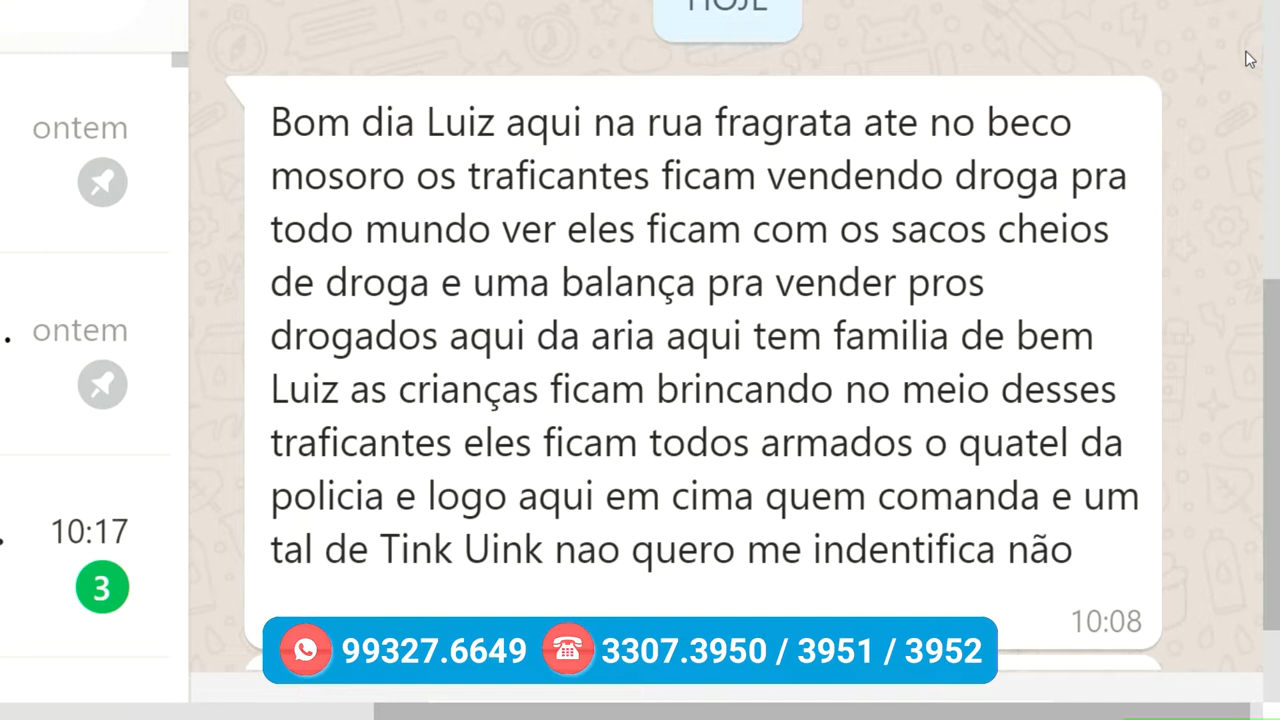 HOJE
ontem
ontem
10:17
3
Bom dia Luiz aqui na rua fragrata ate no beco
mosoro os traficantes ficam vendendo droga pra
todo mundo ver eles ficam com os sacos cheios
de droga e uma balança pra vender pros
drogados aqui da aria aqui tem familia de bem
Luiz as crianças ficam brincando no meio desses
traficantes eles ficam todos armados o quatel da
policia e logo aqui em cima quem comanda e um
tal de Tink Uink nao quero me indentifica não
10:08
99327.6649 3307.3950 / 3951 / 3952